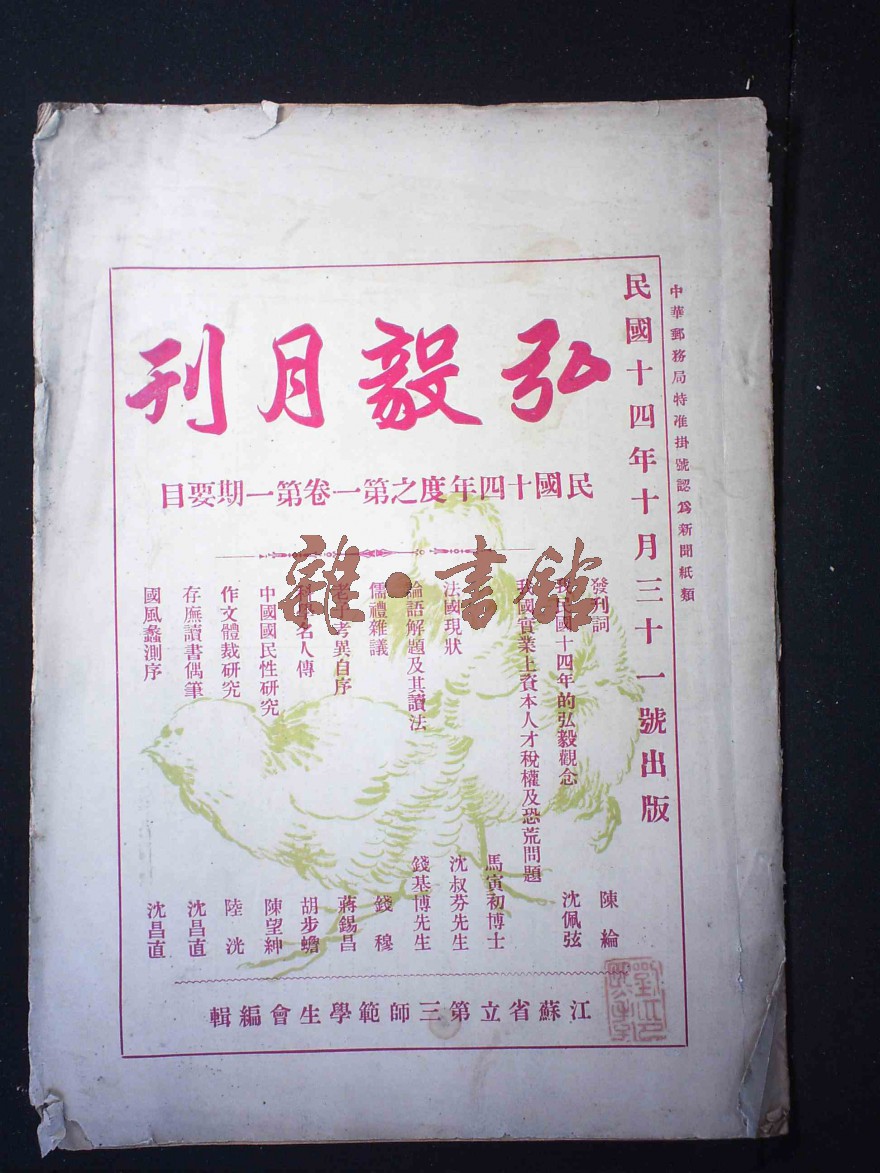 中華郵務局特准掛號認爲新聞紙類
民國十四年十月三十一號出版
弘毅月刊
民國十四年度之第一卷第一期要目
發刊詞 陳綸
我民國十四年的弘毅觀念 沈佩弦
我國實業上資本人才稅權及恐荒問題 馬寅初博士
法國現狀 沈叔芬先生
論語解題及其讀法 錢基博先生
儒禮雜議 錢穆
老子考異自序 蔣錫昌
科學名人傳 胡步蟾
中國國民性研究 陳望紳
作文體裁研究 陸洸
存廡讀書偶筆 沈昌直
國風蠡測序 沈昌直
江蘇省立第三師範學生會編輯
雜·書館